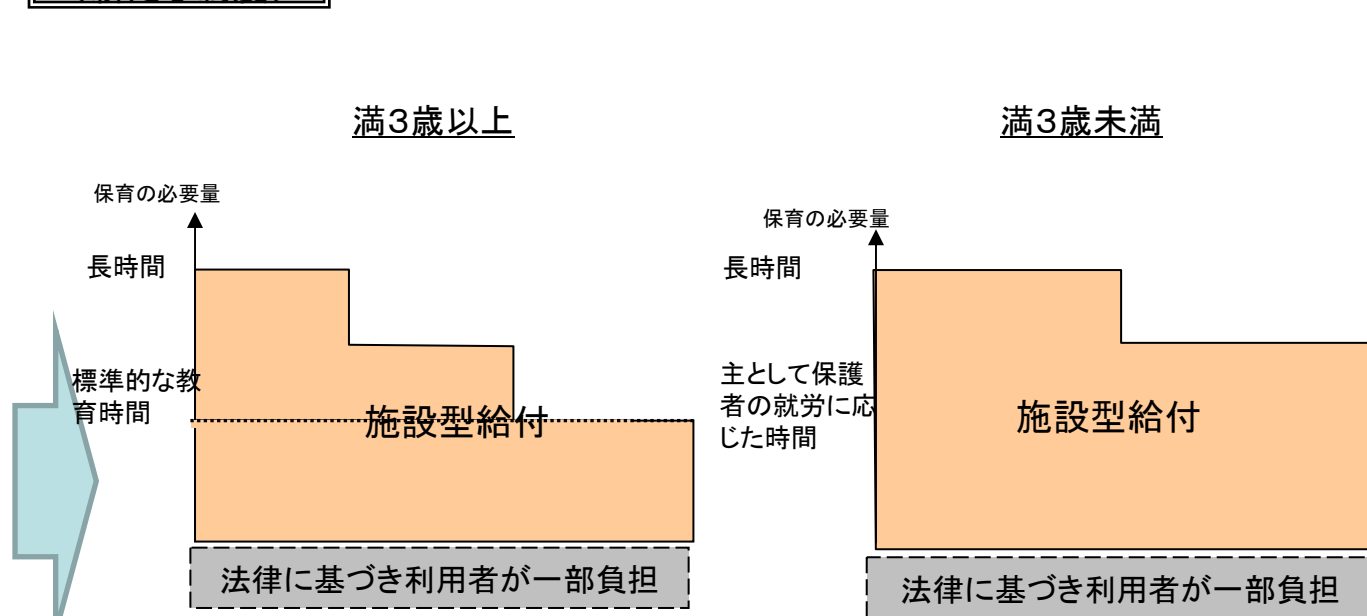 満3歳以上
保育の必要量
長時間
標準的な教
育時間
施設型給付
法律に基づき利用者が一部負担
満3歳未満
保育の必要量
長時間
主として保護
者の就労に応
じた時間
施設型給付
法律に基づき利用者が一部負担